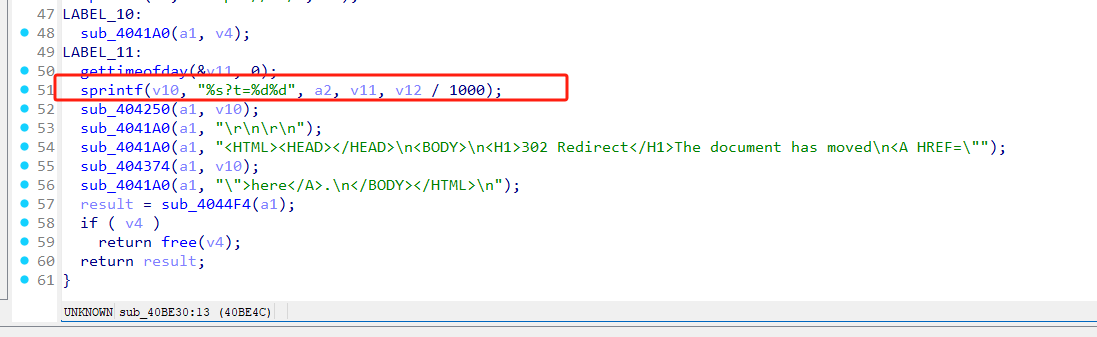 47 LABEL_10:
48 sub_4041A0(a1, v4);
49 LABEL_11:
50 gettimeofday(&v11, 0);
51 sprintf(v10, "%s?t=%d%d", a2, v11, v12 / 1000);
52 sub_404250(a1, v10);
53 sub_4041A0(a1, "\r\n\r\n");
54 sub_4041A0(a1, "<HTML><HEAD></HEAD>\n<BODY>\n<H1>302 Redirect</H1>The document has moved\n<A HREF=\"");
55 sub_404374(a1, v10);
56 sub_4041A0(a1, "\">here</A>.\n</BODY></HTML>\n");
57 result = sub_4044F4(a1);
58 if ( v4 )
59 return free(v4);
60 return result;
61 }
UNKNOWN sub_40BE30:13 (40BE4C)